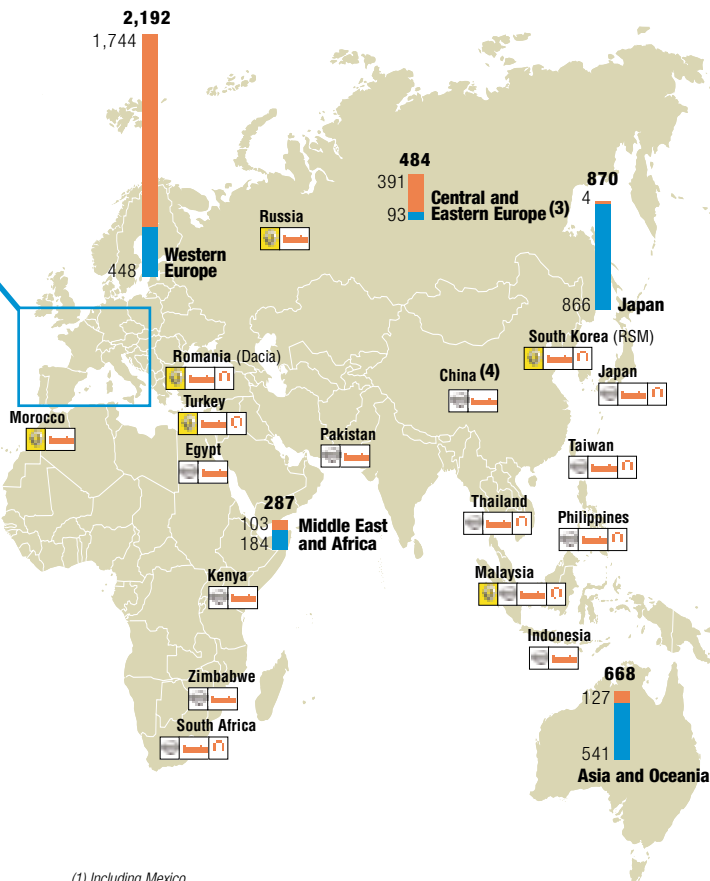 2,192
1,744
448
Western
Europe
484
391
93
Central and
Eastern Europe (3)
870
4
866
Japan
Russia
South Korea (RSM)
Romania (Dacia)
China (4)
Japan
Turkey
Morocco
Egypt
Pakistan
Taiwan
287
103
184
Middle East
and Africa
Thailand
Philippines
Kenya
Malaysia
Indonesia
Zimbabwe
South Africa
668
127
541
Asia and Oceania
(1) Including Mexico